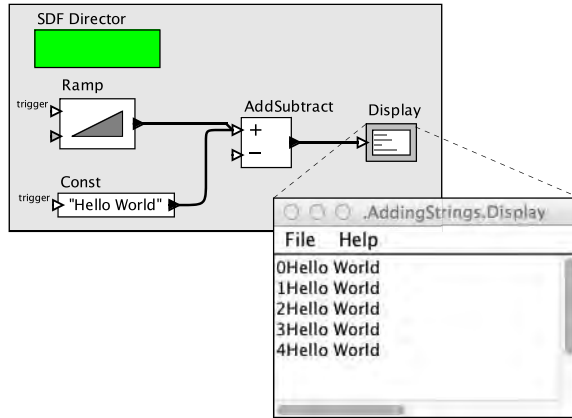 SDF Director
Ramp
trigger
AddSubtract
+
−
Display
Const
trigger
"Hello World"
.AddingStrings.Display
File Help
0Hello World
1Hello World
2Hello World
3Hello World
4Hello World